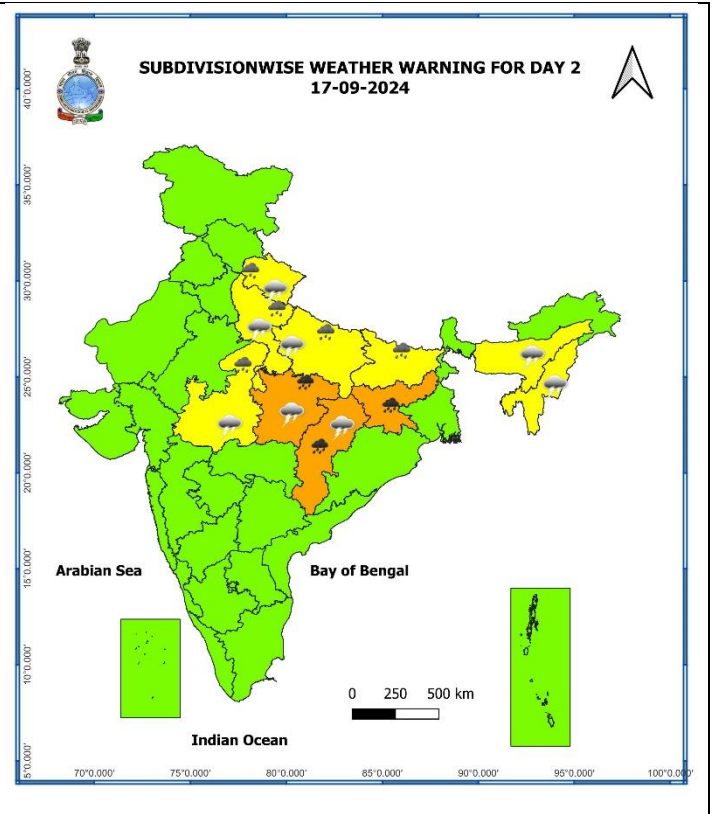 SUBDIVISIONWISE WEATHER WARNING FOR DAY 2
17-09-2024
40°0.000'
35°0.000'
30°0.000'
25°0.000'
20°0.000'
15°0.000'
10°0.000'
5°0.000'
Arabian Sea
Bay of Bengal
0 250 500 km
Indian Ocean
70°0.000' 75°0.000' 80°0.000' 85°0.000' 90°0.000' 95°0.000' 100°0.000'